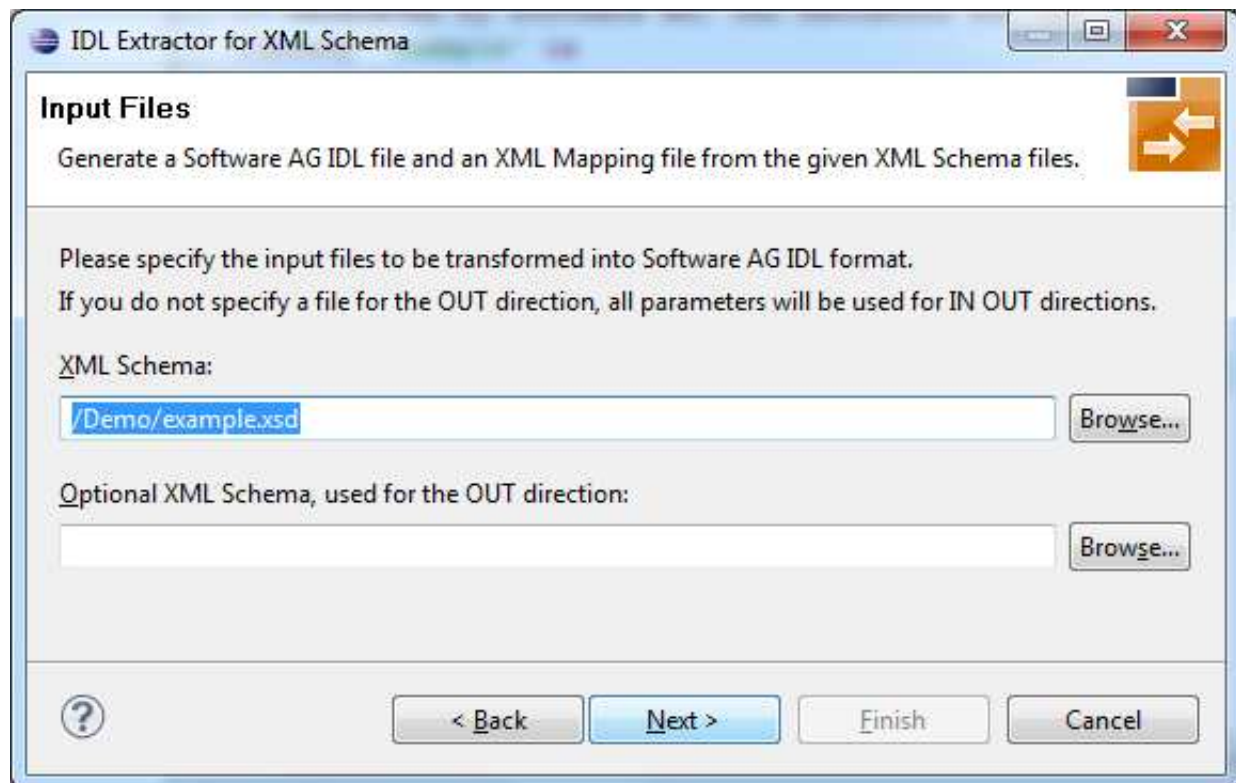 IDL Extractor for XML Schema
Input Files
Generate a Software AG IDL file and an XML Mapping file from the given XML Schema files.
Please specify the input files to be transformed into Software AG IDL format.
If you do not specify a file for the OUT direction, all parameters will be used for IN OUT directions.
XML Schema:
/Demo/example.xsd
Browse...
Optional XML Schema, used for the OUT direction:
Browse...
?
< Back
Next >
Finish
Cancel